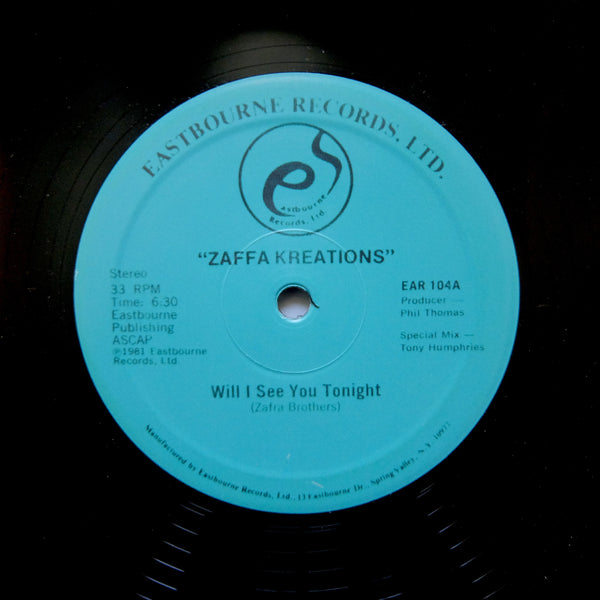 EASTBOURNE RECORDS, LTD.
es
astbourne
Records, Ltd.
"ZAFFA KREATIONS"
Stereo
33 RPM
Time: 6:30
Eastbourne
Publishing
ASCAP
℗1981 Eastbourne
Records, Ltd.
EAR 104A
Producer —
Phil Thomas
Special Mix —
Tony Humphries
Will I See You Tonight
(Zafra Brothers)
Manufactured by Eastbourne Records, Ltd., 13 Eastbourne Dr., Spring Valley, N.Y. 10977